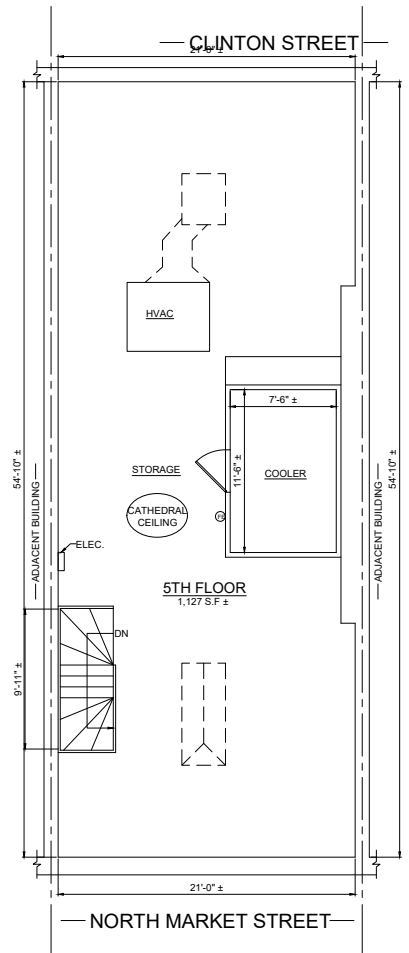 CLINTON STREET
21'-0" ±
HVAC
7'-6" ±
11'-6" ±
COOLER
STORAGE
CATHEDRAL
CEILING
FE
54'-10" ±
ADJACENT BUILDING
54'-10" ±
ADJACENT BUILDING
ELEC.
5TH FLOOR
1,127 S.F ±
DN
9'-11" ±
21'-0" ±
NORTH MARKET STREET